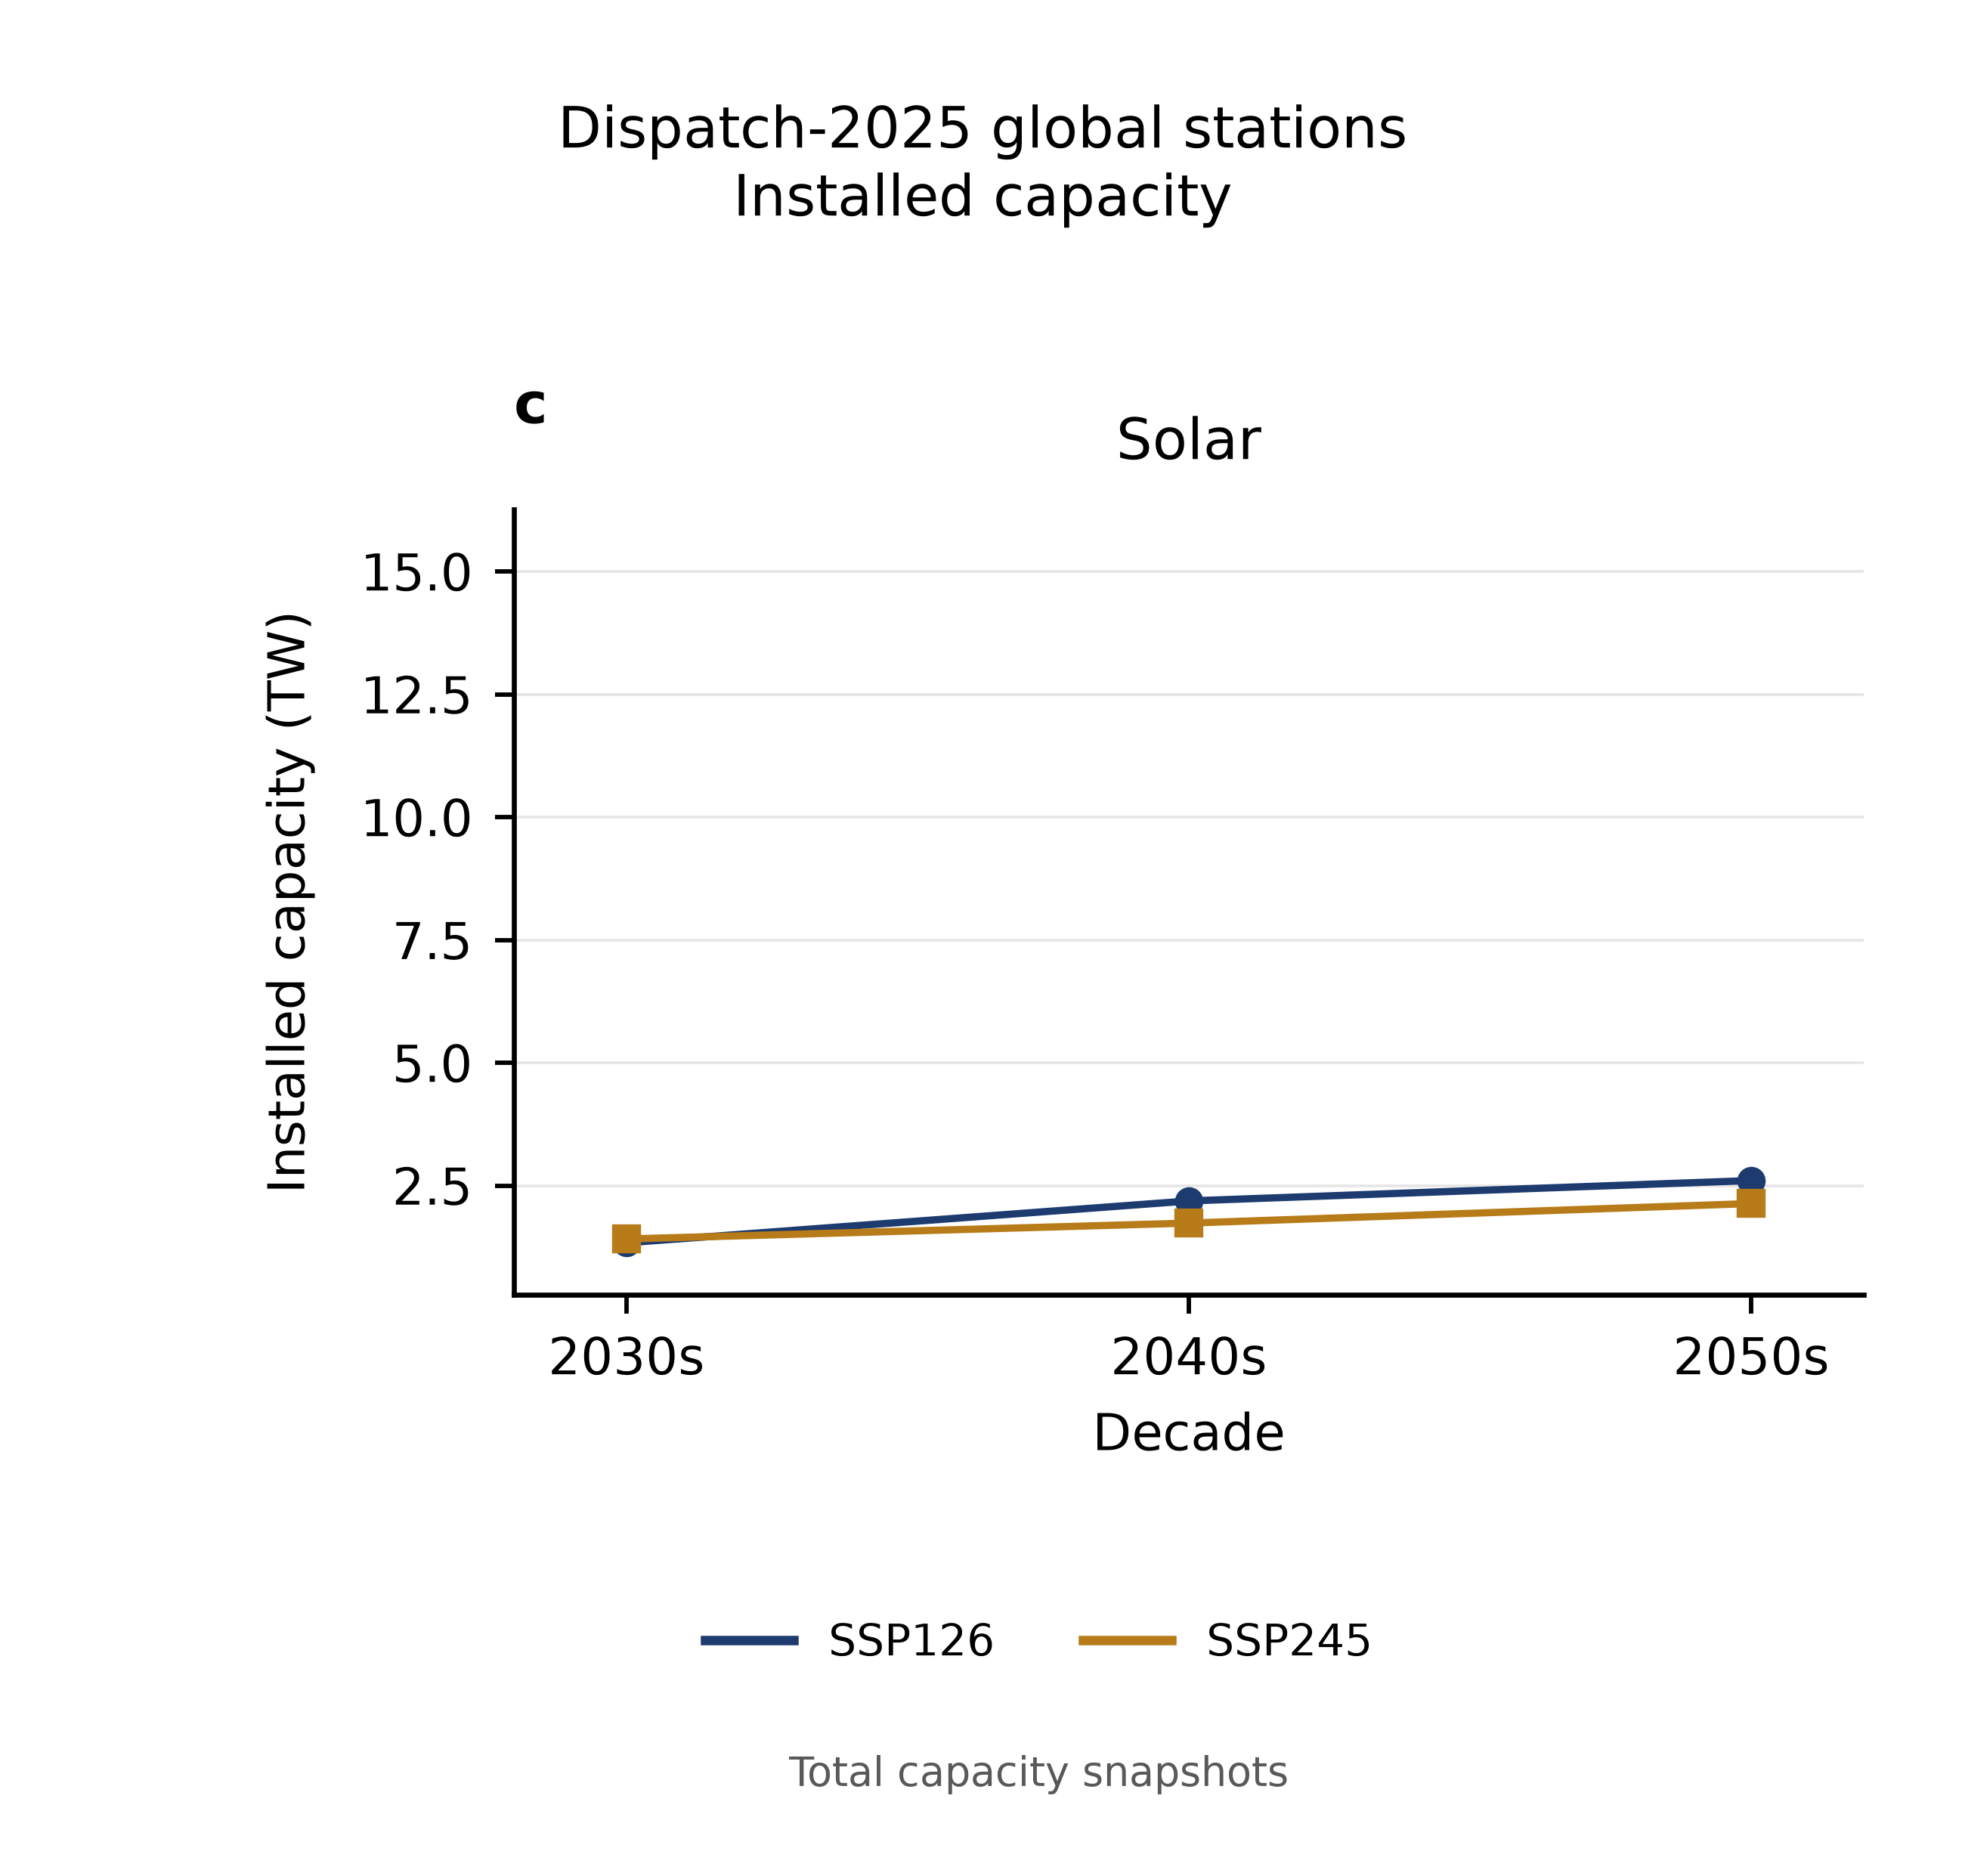 Dispatch-2025 global stations
Installed capacity
c
Solar
Installed capacity (TW)
15.0
12.5
10.0
7.5
5.0
2.5
2030s
2040s
2050s
Decade
SSP126
SSP245
Total capacity snapshots